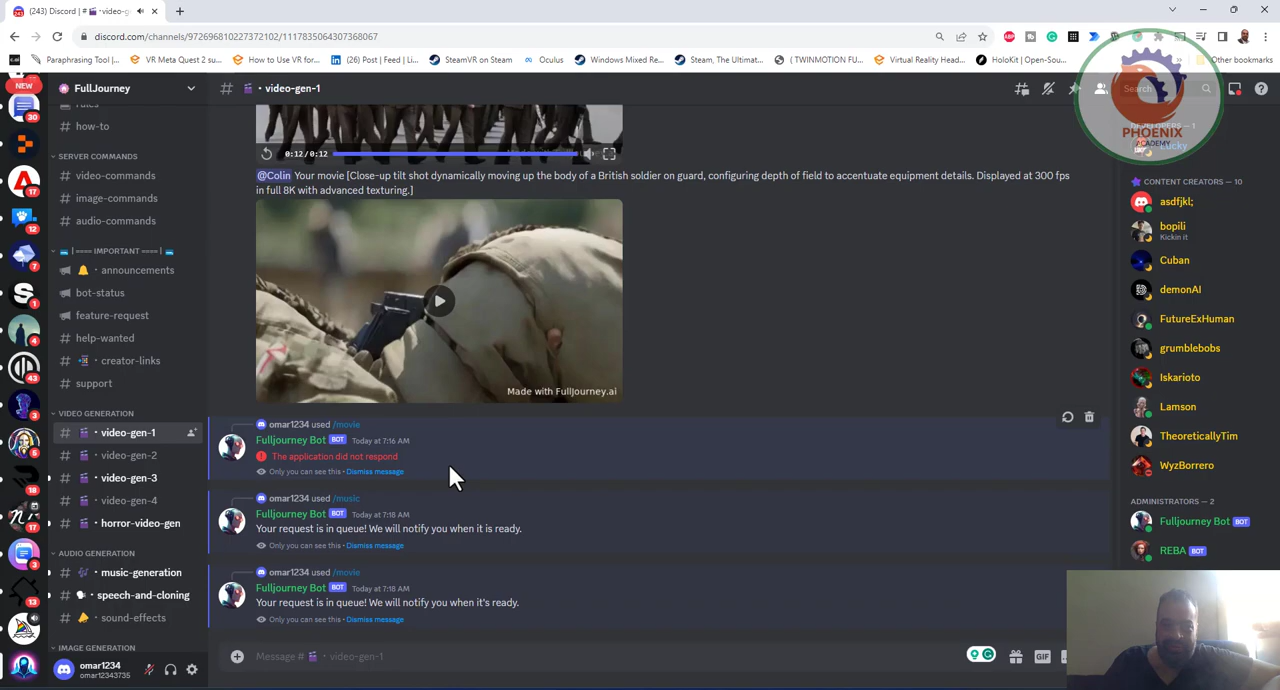 (243) Discord | # 🎬・video-g
discord.com/channels/972696810227372102/1117835064307368067
Paraphrasing Tool |...
VR Meta Quest 2 su...
How to Use VR for...
(26) Post | Feed | Li...
SteamVR on Steam
Oculus
Windows Mixed Re...
Steam, The Ultimat...
( TWINMOTION FU...
Virtual Reality Head...
HoloKit | Open-Sou...
Other bookmarks
NEW
FullJourney
# 🎬・video-gen-1
Search
PHOENIX
ACADEMY
rules
how-to
SERVER COMMANDS
video-commands
image-commands
audio-commands
| ==== IMPORTANT ==== |
announcements
bot-status
feature-request
help-wanted
・creator-links
support
VIDEO GENERATION
・video-gen-1
・video-gen-2
・video-gen-3
・video-gen-4
・horror-video-gen
AUDIO GENERATION
・music-generation
・speech-and-cloning
・sound-effects
IMAGE GENERATION
omar1234
omar12343735
0:12/0:12
@Colin Your movie [Close-up tilt shot dynamically moving up the body of a British soldier on guard, configuring depth of field to accentuate equipment details. Displayed at 300 fps
in full 8K with advanced texturing.]
Made with FullJourney.ai
omar1234 used /movie
Fulljourney Bot BOT Today at 7:16 AM
The application did not respond
Only you can see this • Dismiss message
omar1234 used /music
Fulljourney Bot BOT Today at 7:18 AM
Your request is in queue! We will notify you when it is ready.
Only you can see this • Dismiss message
omar1234 used /movie
Fulljourney Bot BOT Today at 7:18 AM
Your request is in queue! We will notify you when it's ready.
Only you can see this • Dismiss message
Message # 🎬・video-gen-1
GIF
DEVELOPERS — 1
Lucky
CONTENT CREATORS — 10
asdfjkl;
bopili
Kickin it
Cuban
demonAI
FutureExHuman
grumblebobs
Iskarioto
Lamson
TheoreticallyTim
WyzBorrero
ADMINISTRATORS — 2
Fulljourney Bot BOT
REBA BOT